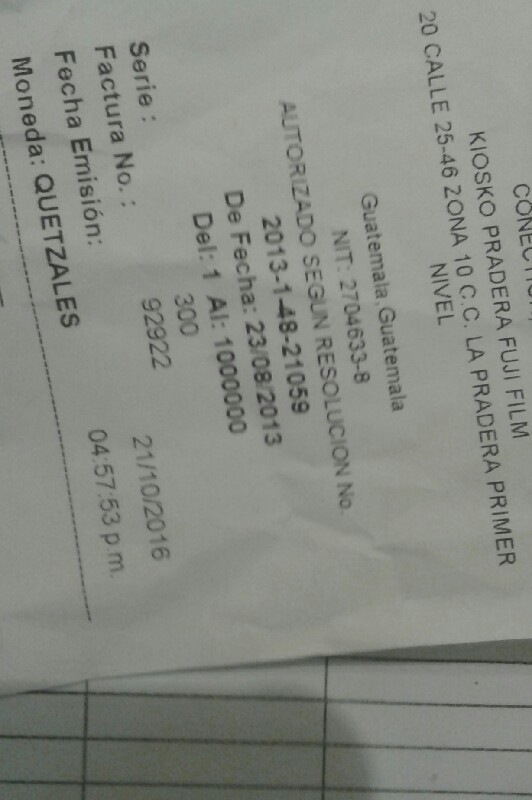 KIOSKO PRADERA FUJI FILM
20 CALLE 25-46 ZONA 10 C.C. LA PRADERA PRIMER
NIVEL
Guatemala, Guatemala
NIT: 2704633-8
AUTORIZADO SEGUN RESOLUCION No.
2013-1-48-21059
De Fecha: 23/08/2013
Del: 1 Al: 1000000
Serie : 300
Factura No. : 92922
Fecha Emisión: 21/10/2016
04:57:53 p.m.
Moneda: QUETZALES